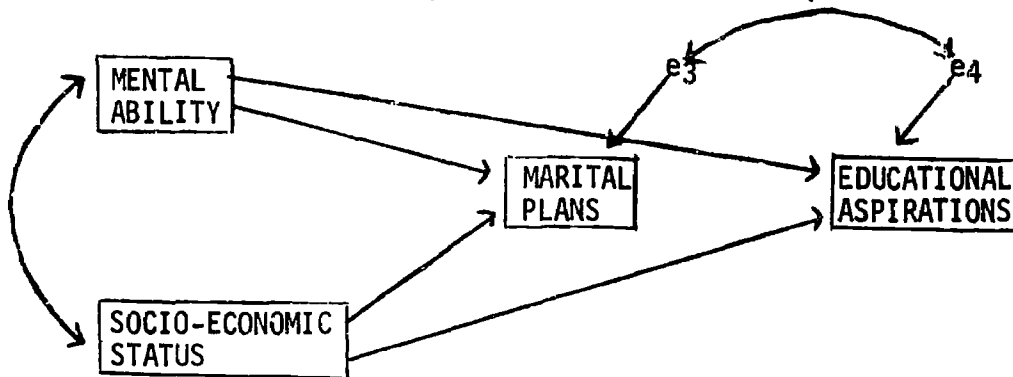 MENTAL
ABILITY
e3
e4
MARITAL
PLANS
EDUCATIONAL
ASPIRATIONS
SOCIO-ECONOMIC
STATUS